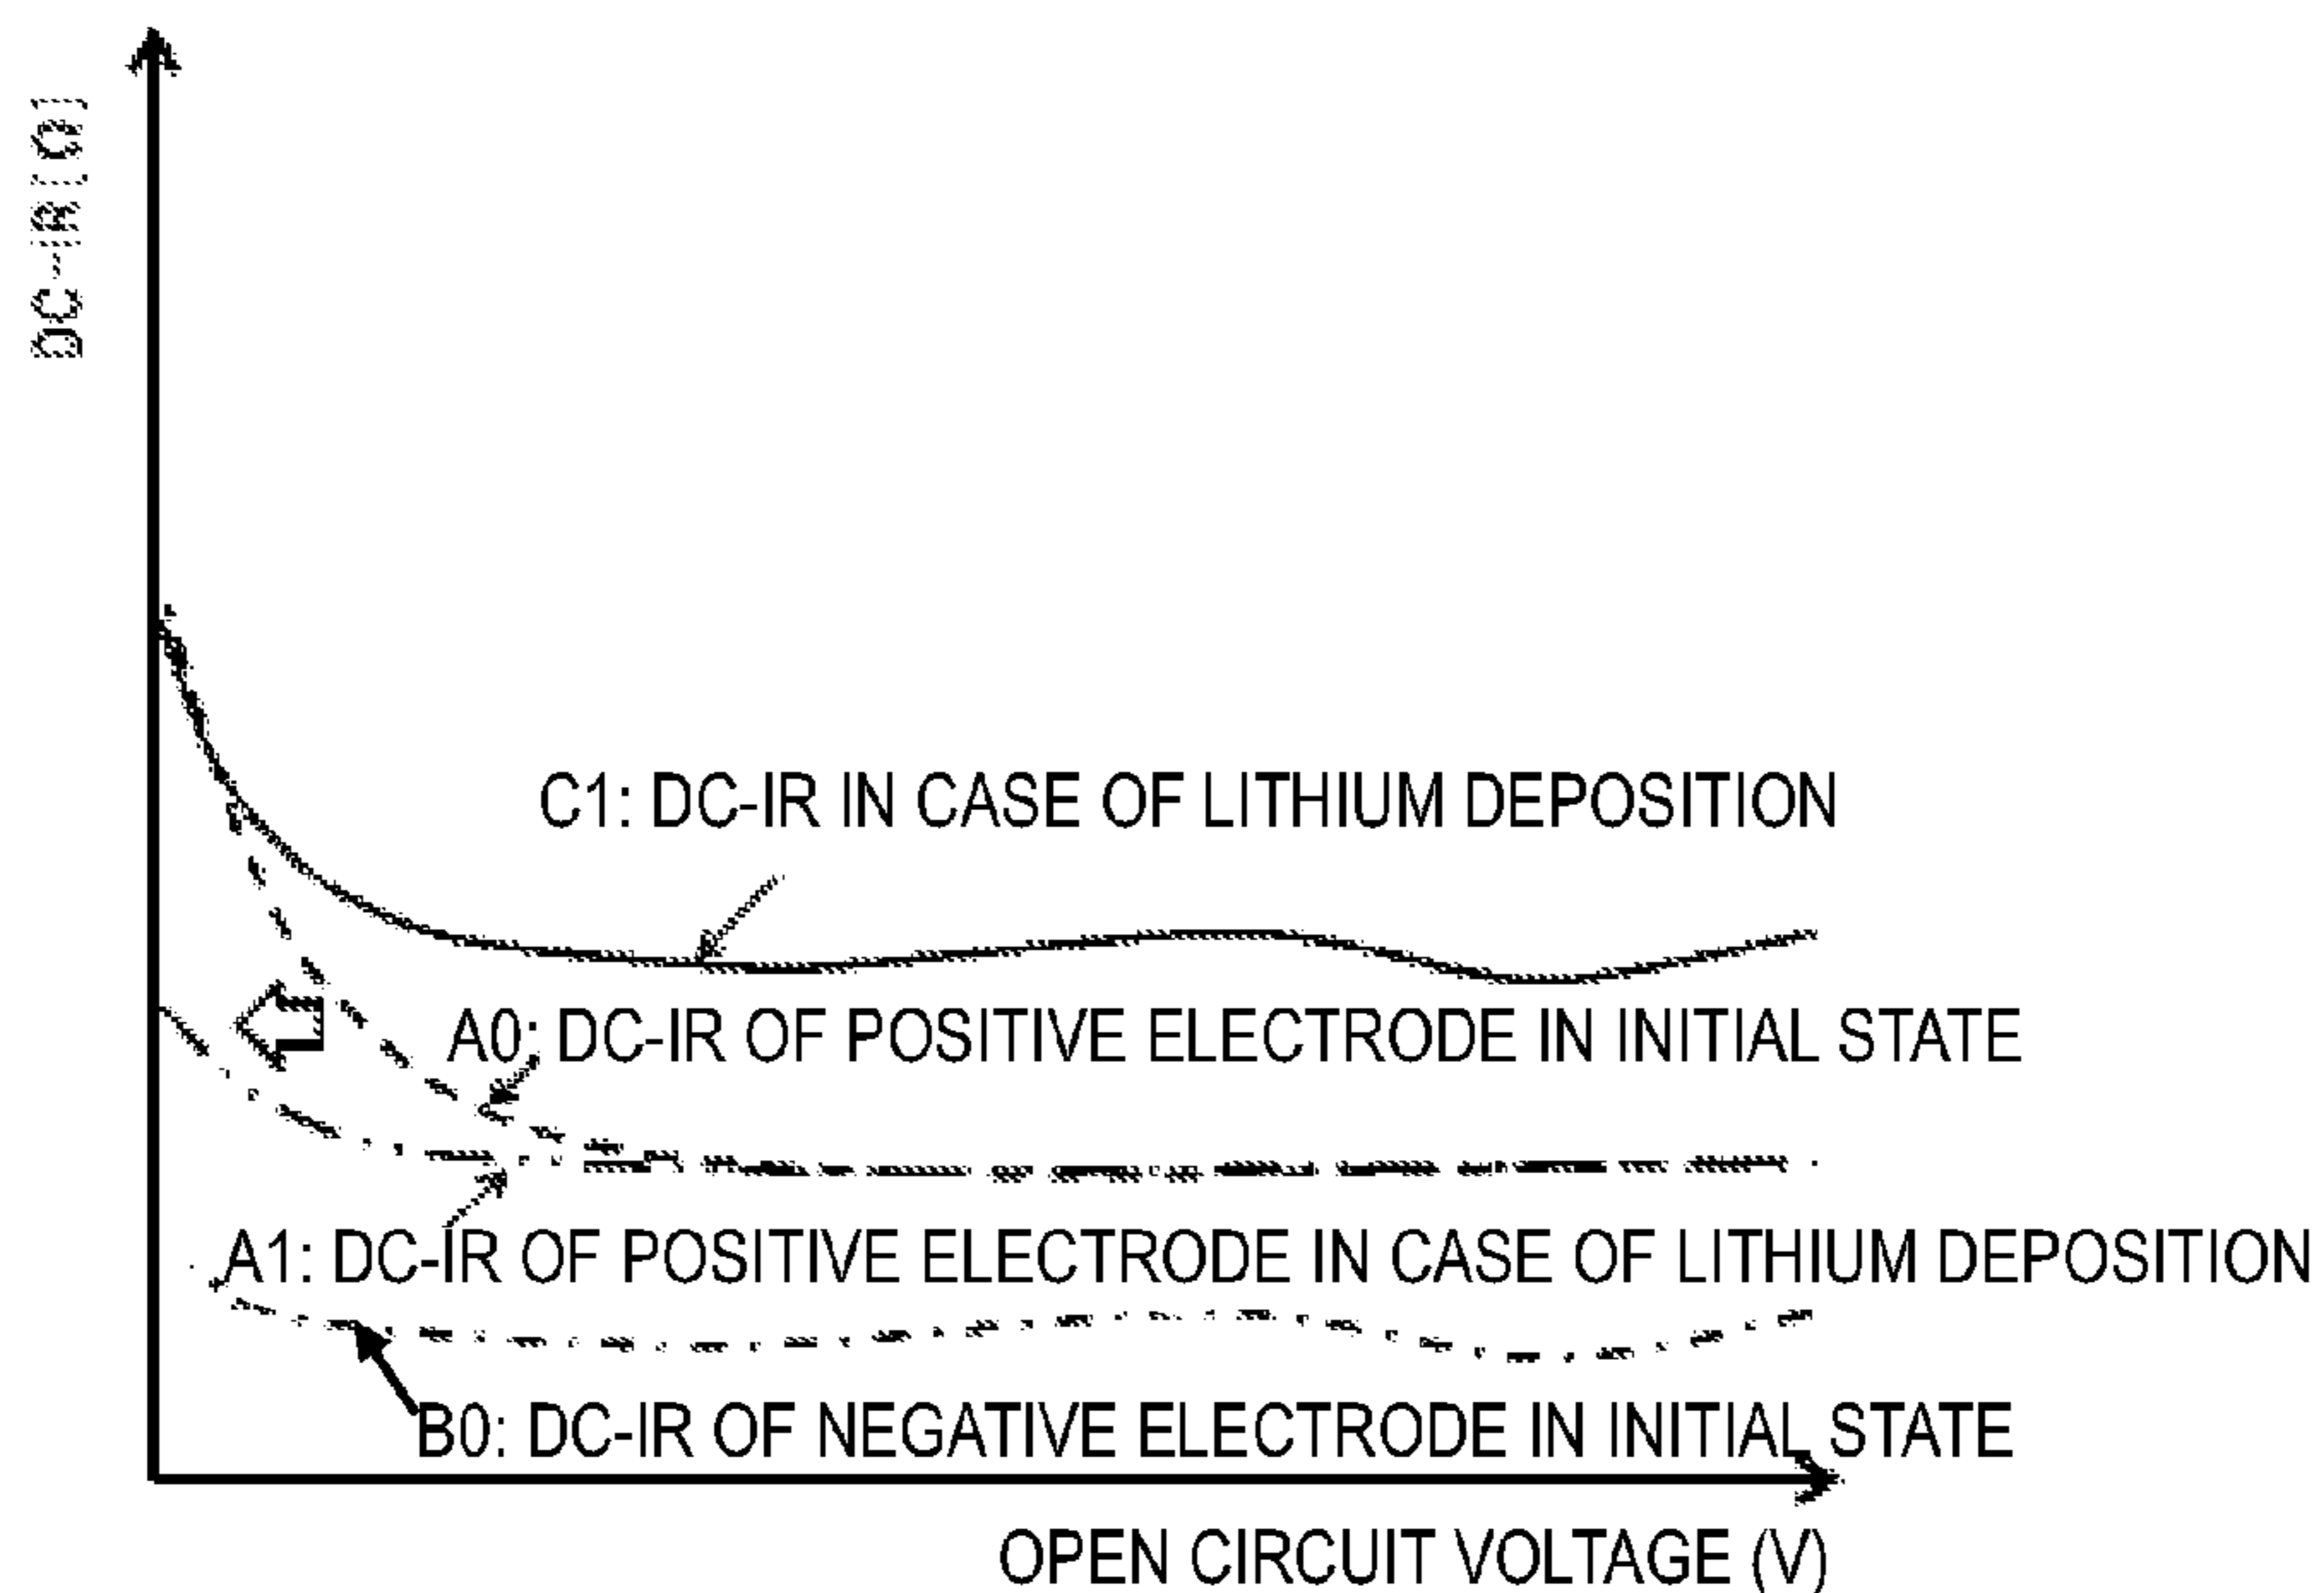 DC-IR [Ω]
C1: DC-IR IN CASE OF LITHIUM DEPOSITION
A0: DC-IR OF POSITIVE ELECTRODE IN INITIAL STATE
A1: DC-IR OF POSITIVE ELECTRODE IN CASE OF LITHIUM DEPOSITION
B0: DC-IR OF NEGATIVE ELECTRODE IN INITIAL STATE
OPEN CIRCUIT VOLTAGE (V)